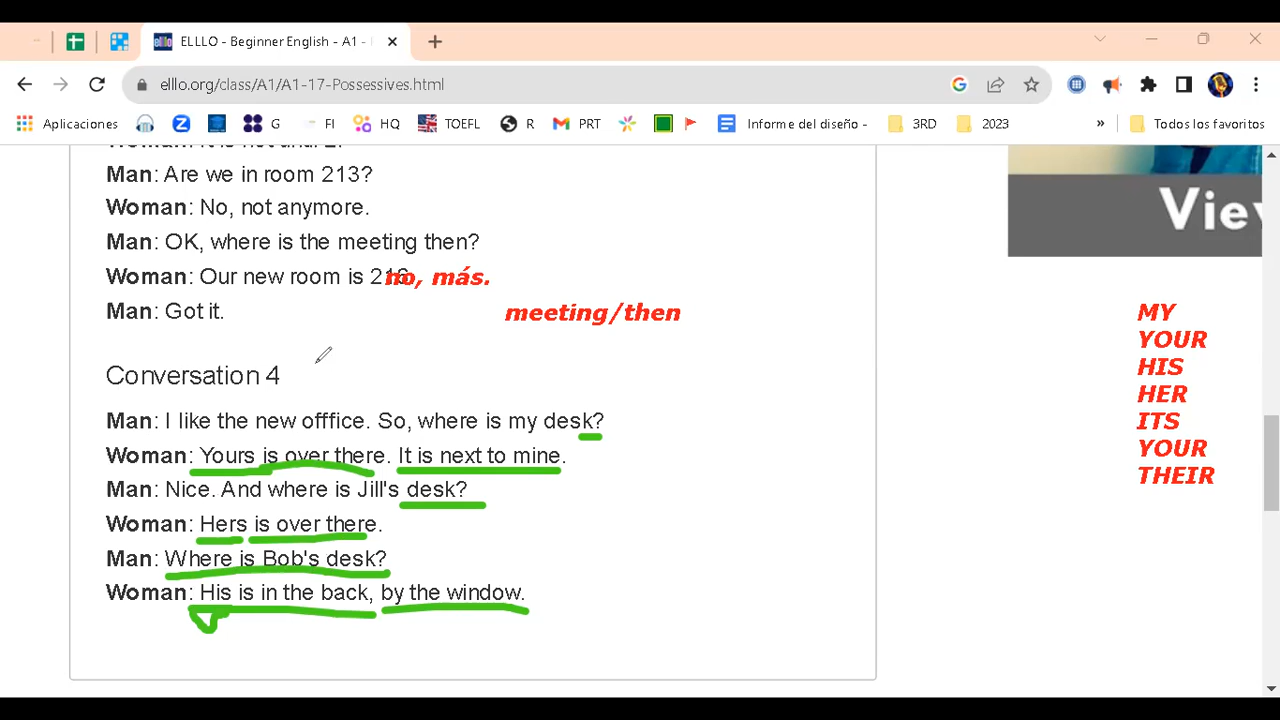 ELLLO - Beginner English - A1 -
elllo.org/class/A1/A1-17-Possessives.html
Aplicaciones G FI HQ TOEFL R PRT Informe del diseño - 3RD 2023 » Todos los favoritos
Man: Are we in room 213?
Woman: No, not anymore.
Man: OK, where is the meeting then?
Woman: Our new room is
no, más.
Man: Got it.
meeting/then
Conversation 4
Man: I like the new offfice. So, where is my desk?
Woman: Yours is over there. It is next to mine.
Man: Nice. And where is Jill's desk?
Woman: Hers is over there.
Man: Where is Bob's desk?
Woman: His is in the back, by the window.
MY
YOUR
HIS
HER
ITS
YOUR
THEIR